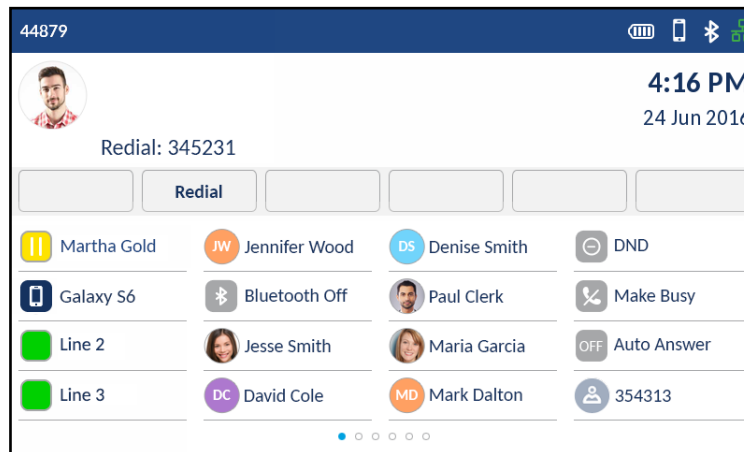 44879
4:16 PM
24 Jun 2016
Redial: 345231
Redial
Martha Gold
JW Jennifer Wood
DS Denise Smith
DND
Galaxy S6
Bluetooth Off
Paul Clerk
Make Busy
Line 2
Jesse Smith
Maria Garcia
OFF Auto Answer
Line 3
DC David Cole
MD Mark Dalton
354313